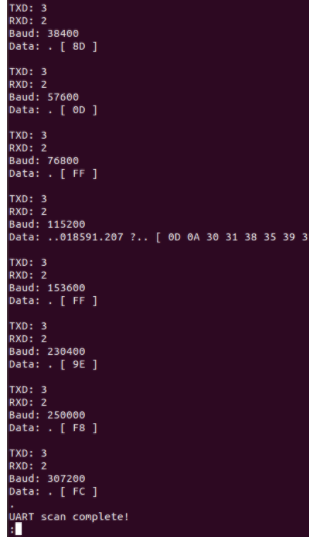 TXD: 3
RXD: 2
Baud: 38400
Data: . [ 8D ]
TXD: 3
RXD: 2
Baud: 57600
Data: . [ 0D ]
TXD: 3
RXD: 2
Baud: 76800
Data: . [ FF ]
TXD: 3
RXD: 2
Baud: 115200
Data: ..018591.207 ?.. [ 0D 0A 30 31 38 35 39 3
TXD: 3
RXD: 2
Baud: 153600
Data: . [ FF ]
TXD: 3
RXD: 2
Baud: 230400
Data: . [ 9E ]
TXD: 3
RXD: 2
Baud: 250000
Data: . [ F8 ]
TXD: 3
RXD: 2
Baud: 307200
Data: . [ FC ]
.
UART scan complete!
: